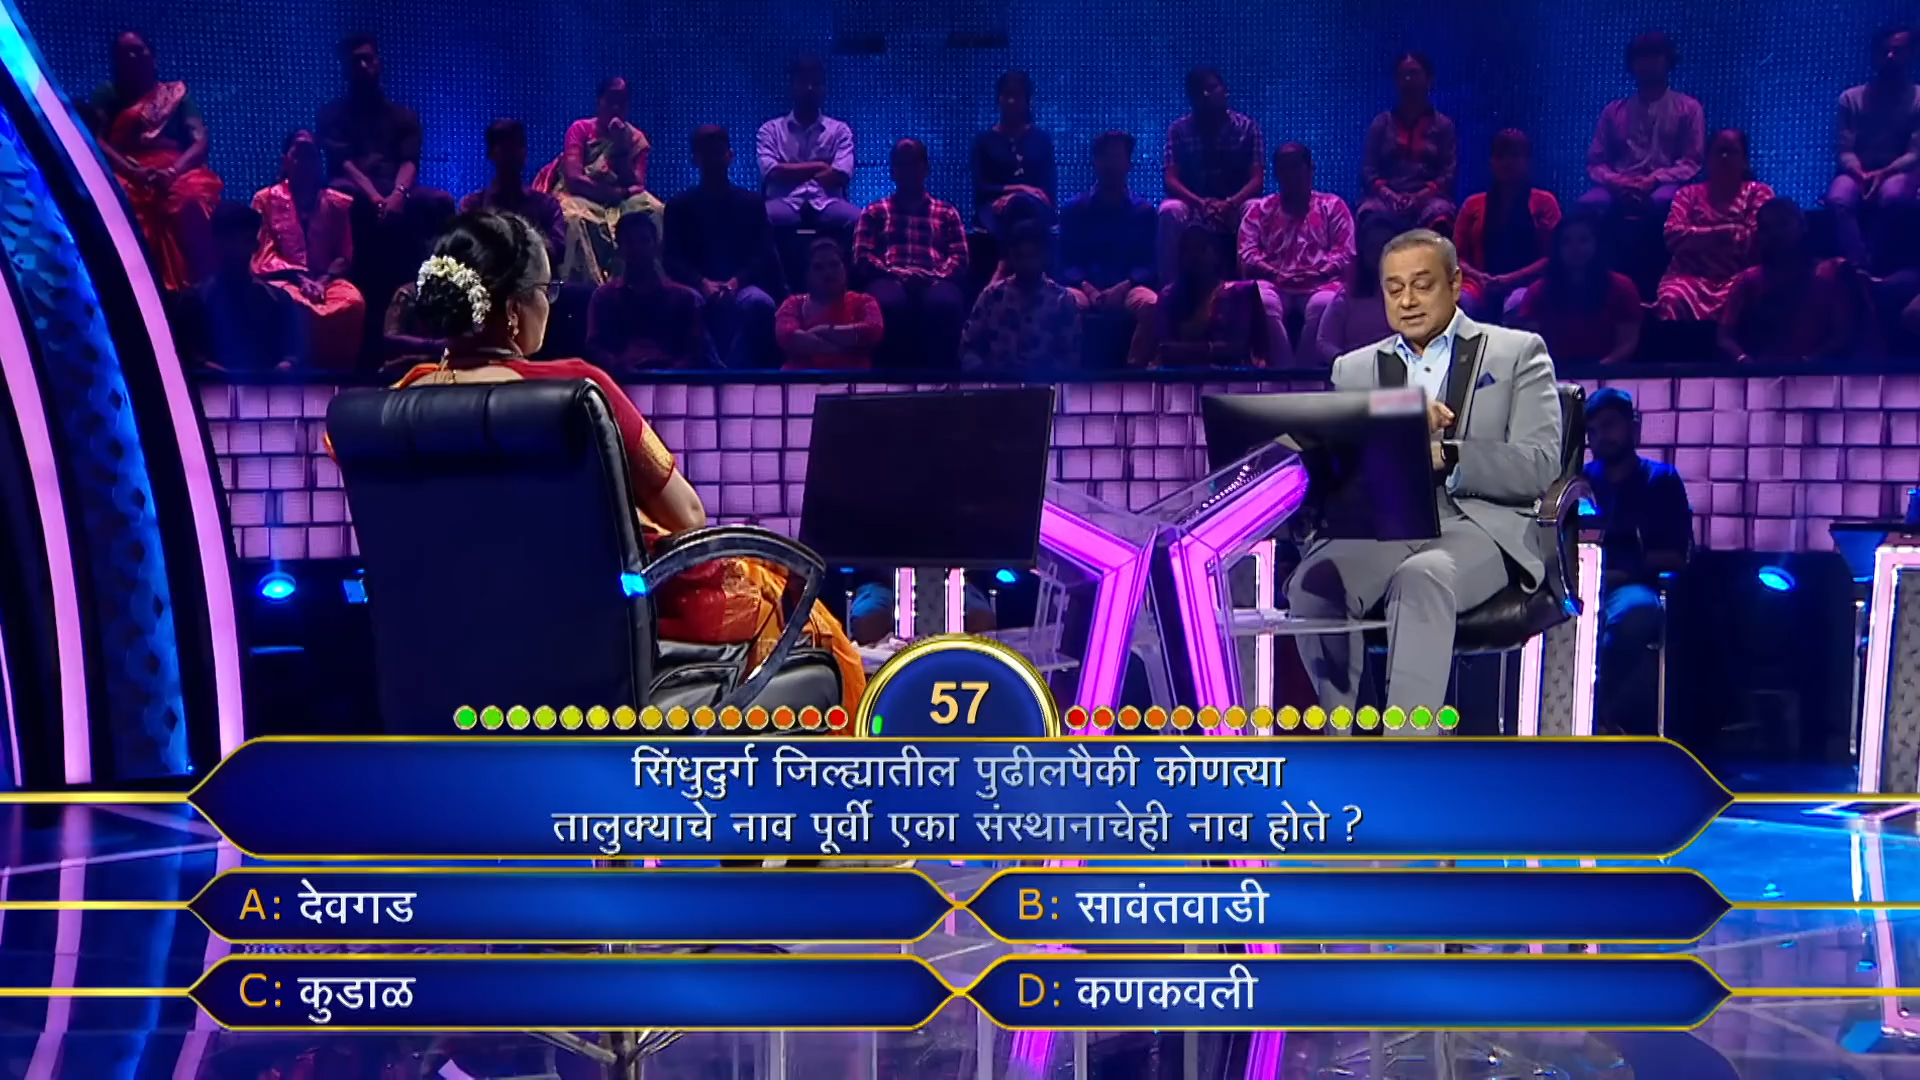 57
सिंधुदुर्ग जिल्ह्यातील पुढीलपैकी कोणत्या
तालुक्याचे नाव पूर्वी एका संस्थानाचेही नाव होते ?
A: देवगड
B: सावंतवाडी
C: कुडाळ
D: कणकवली